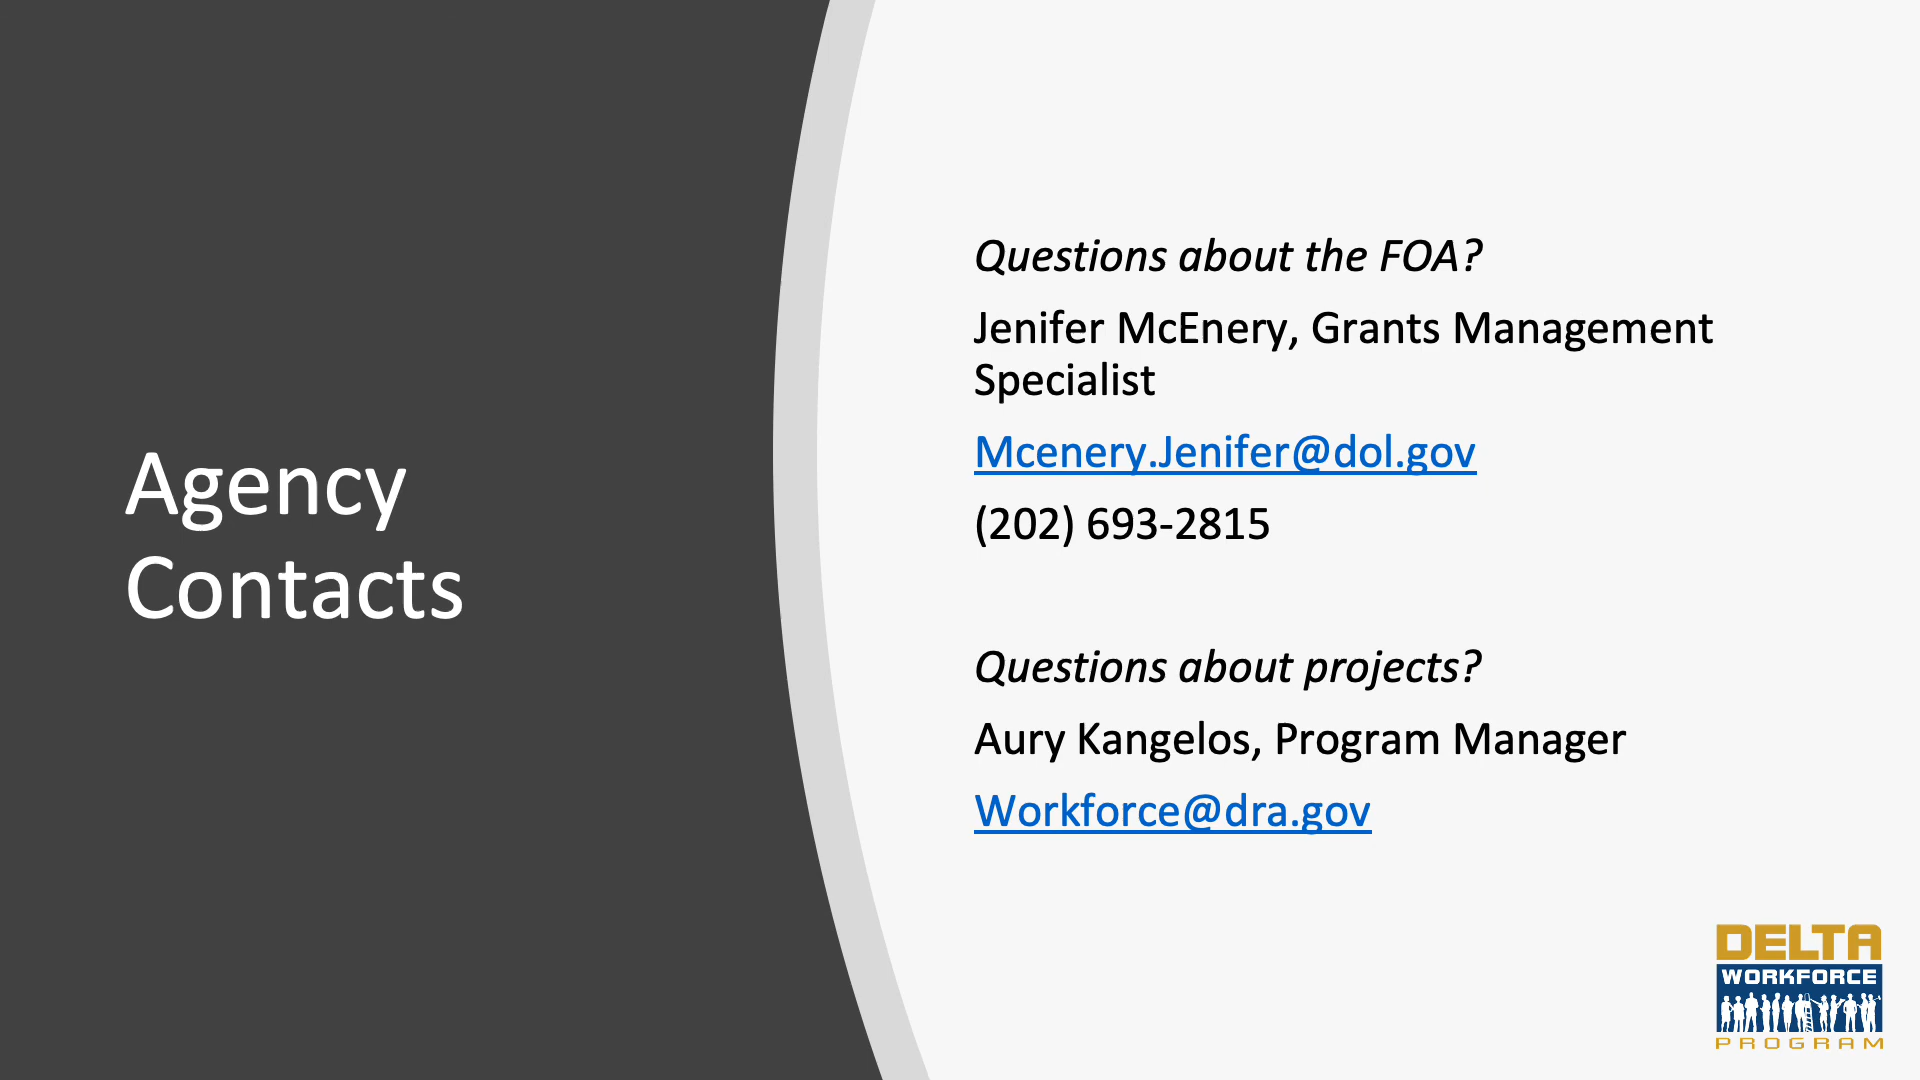 Agency
Contacts
Questions about the FOA?
Jenifer McEnery, Grants Management
Specialist
Mcenery.Jenifer@dol.gov
(202) 693-2815
Questions about projects?
Aury Kangelos, Program Manager
Workforce@dra.gov
DELTA
WORKFORCE
PROGRAM